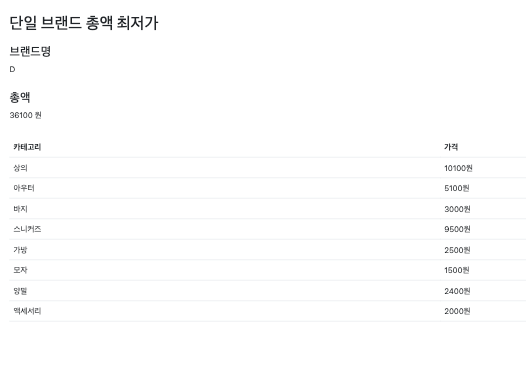 단일 브랜드 총액 최저가
브랜드명
D
총액
36100 원
카테고리 가격
상의 10100원
아우터 5100원
바지 3000원
스니커즈 9500원
가방 2500원
모자 1500원
양말 2400원
액세서리 2000원